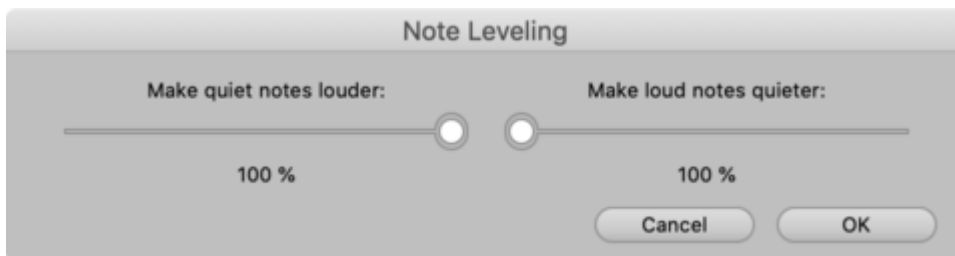 Note Leveling
Make quiet notes louder:
Make loud notes quieter:
100 %
100 %
Cancel
OK